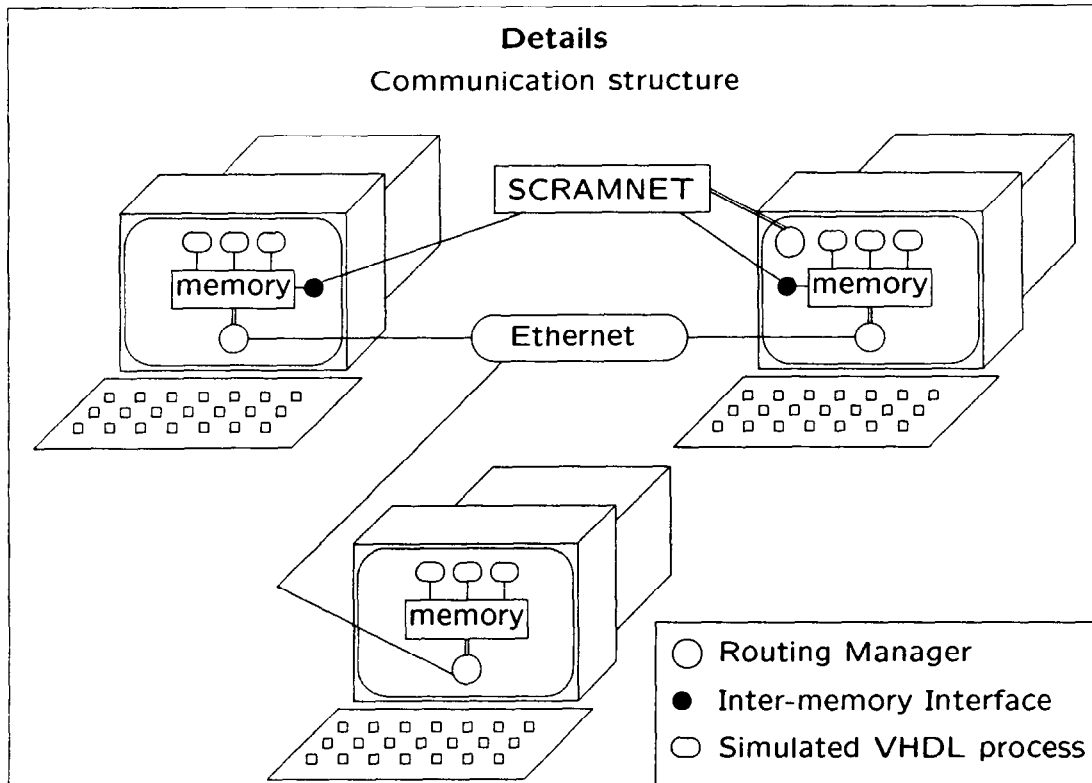 Details
Communication structure
SCRAMNET
memory
memory
Ethernet
memory
Routing Manager
Inter-memory Interface
Simulated VHDL process